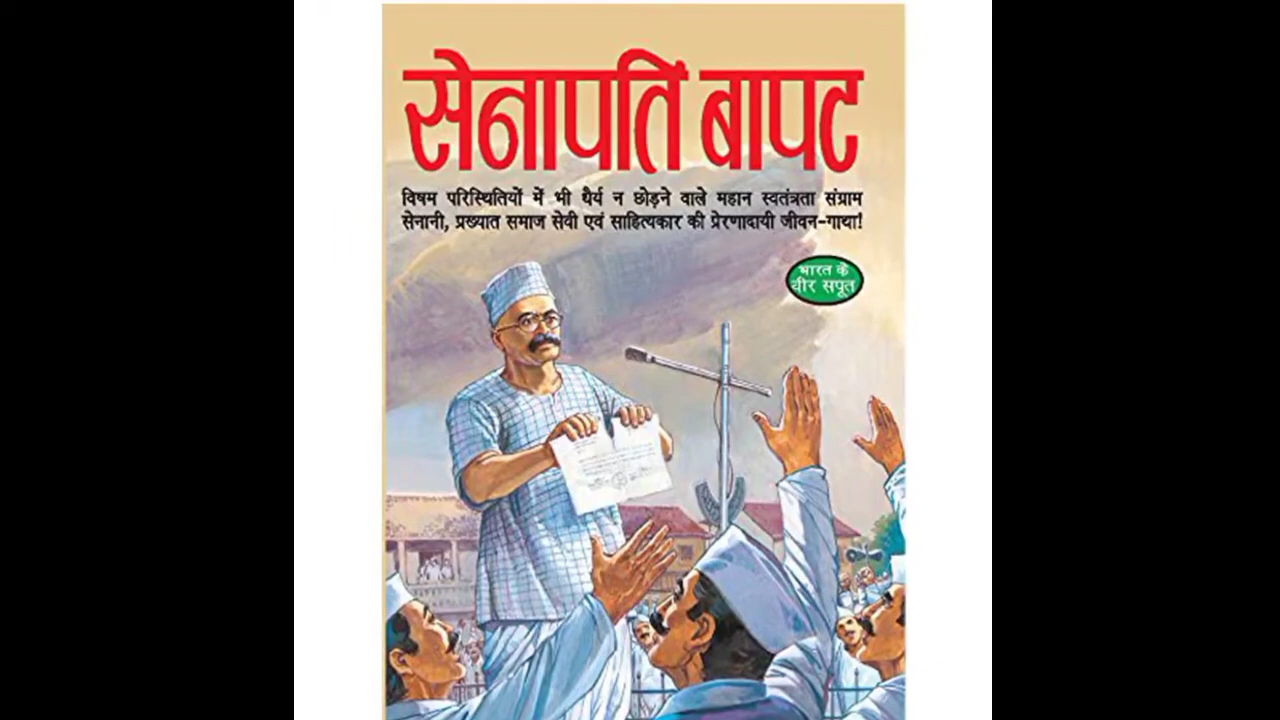 सेनापति बापट
विषम परिस्थितियों में भी धैर्य न छोड़ने वाले महान स्वतंत्रता संग्राम
सेनानी, प्रख्यात समाज सेवी एवं साहित्यकार की प्रेरणादायी जीवन-गाथा!
भारत के
वीर सपूत